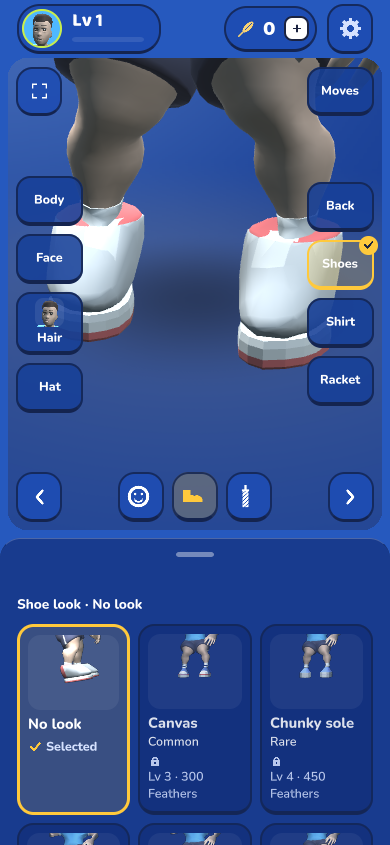 Lv 1
0
+
Moves
Body
Back
Face
Shoes
Hair
Shirt
Hat
Racket
Shoe look · No look
No look
Selected
Canvas
Common
Lv 3 · 300
Feathers
Chunky sole
Rare
Lv 4 · 450
Feathers